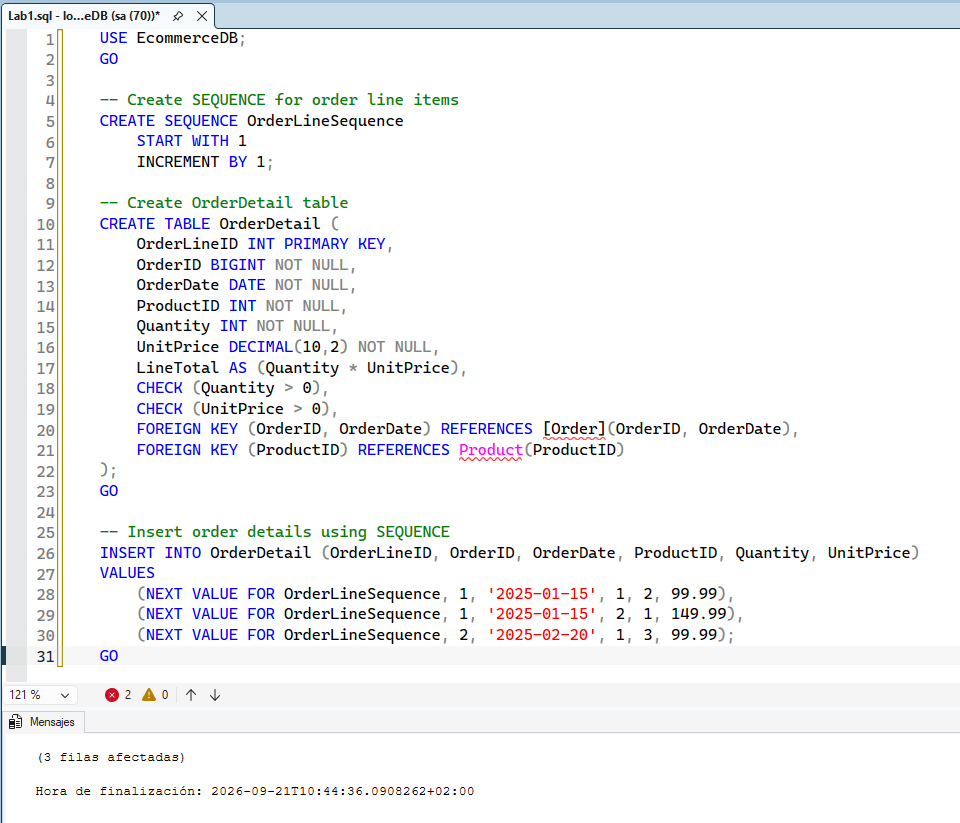 Lab1.sql - lo...eDB (sa (70))*
1 USE EcommerceDB;
2 GO
3
4 -- Create SEQUENCE for order line items
5 CREATE SEQUENCE OrderLineSequence
6     START WITH 1
7     INCREMENT BY 1;
8
9 -- Create OrderDetail table
10 CREATE TABLE OrderDetail (
11     OrderLineID INT PRIMARY KEY,
12     OrderID BIGINT NOT NULL,
13     OrderDate DATE NOT NULL,
14     ProductID INT NOT NULL,
15     Quantity INT NOT NULL,
16     UnitPrice DECIMAL(10,2) NOT NULL,
17     LineTotal AS (Quantity * UnitPrice),
18     CHECK (Quantity > 0),
19     CHECK (UnitPrice > 0),
20     FOREIGN KEY (OrderID, OrderDate) REFERENCES [Order](OrderID, OrderDate),
21     FOREIGN KEY (ProductID) REFERENCES Product(ProductID)
22 );
23 GO
24
25 -- Insert order details using SEQUENCE
26 INSERT INTO OrderDetail (OrderLineID, OrderID, OrderDate, ProductID, Quantity, UnitPrice)
27 VALUES
28     (NEXT VALUE FOR OrderLineSequence, 1, '2025-01-15', 1, 2, 99.99),
29     (NEXT VALUE FOR OrderLineSequence, 1, '2025-01-15', 2, 1, 149.99),
30     (NEXT VALUE FOR OrderLineSequence, 2, '2025-02-20', 1, 3, 99.99);
31 GO
121 % 2 0
Mensajes
(3 filas afectadas)
Hora de finalización: 2026-09-21T10:44:36.0908262+02:00